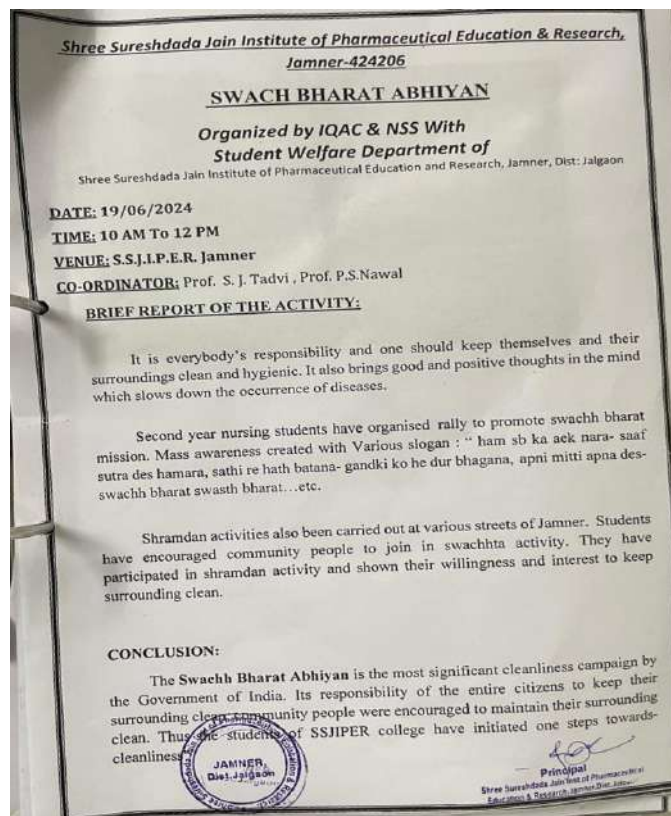 Shree Sureshdada Jain Institute of Pharmaceutical Education & Research,
Jamner-424206
SWACH BHARAT ABHIYAN
Organized by IQAC & NSS With
Student Welfare Department of
Shree Sureshdada Jain Institute of Pharmaceutical Education and Research, Jamner, Dist: Jalgaon
DATE: 19/06/2024
TIME: 10 AM To 12 PM
VENUE: S.S.J.I.P.E.R. Jamner
CO-ORDINATOR: Prof. S. J. Tadvi , Prof. P.S.Nawal
BRIEF REPORT OF THE ACTIVITY:
It is everybody's responsibility and one should keep themselves and their
surroundings clean and hygienic. It also brings good and positive thoughts in the mind
which slows down the occurrence of diseases.
Second year nursing students have organised rally to promote swachh bharat
mission. Mass awareness created with Various slogan : " ham sb ka aek nara- saaf
sutra des hamara, sathi re hath batana- gandki ko he dur bhagana, apni mitti apna des-
swachh bharat swasth bharat...etc.
Shramdan activities also been carried out at various streets of Jamner. Students
have encouraged community people to join in swachhta activity. They have
participated in shramdan activity and shown their willingness and interest to keep
surrounding clean.
CONCLUSION:
The Swachh Bharat Abhiyan is the most significant cleanliness campaign by
the Government of India. Its responsibility of the entire citizens to keep their
surrounding clean, community people were encouraged to maintain their surrounding
clean. Thus the students of SSJIPER college have initiated one steps towards-
cleanliness
JAMNER,
Dist.Jalgaon
Principal
Shree Sureshdada Jain Inst of Pharmaceutical
Education & Research, Jamner, Dist.